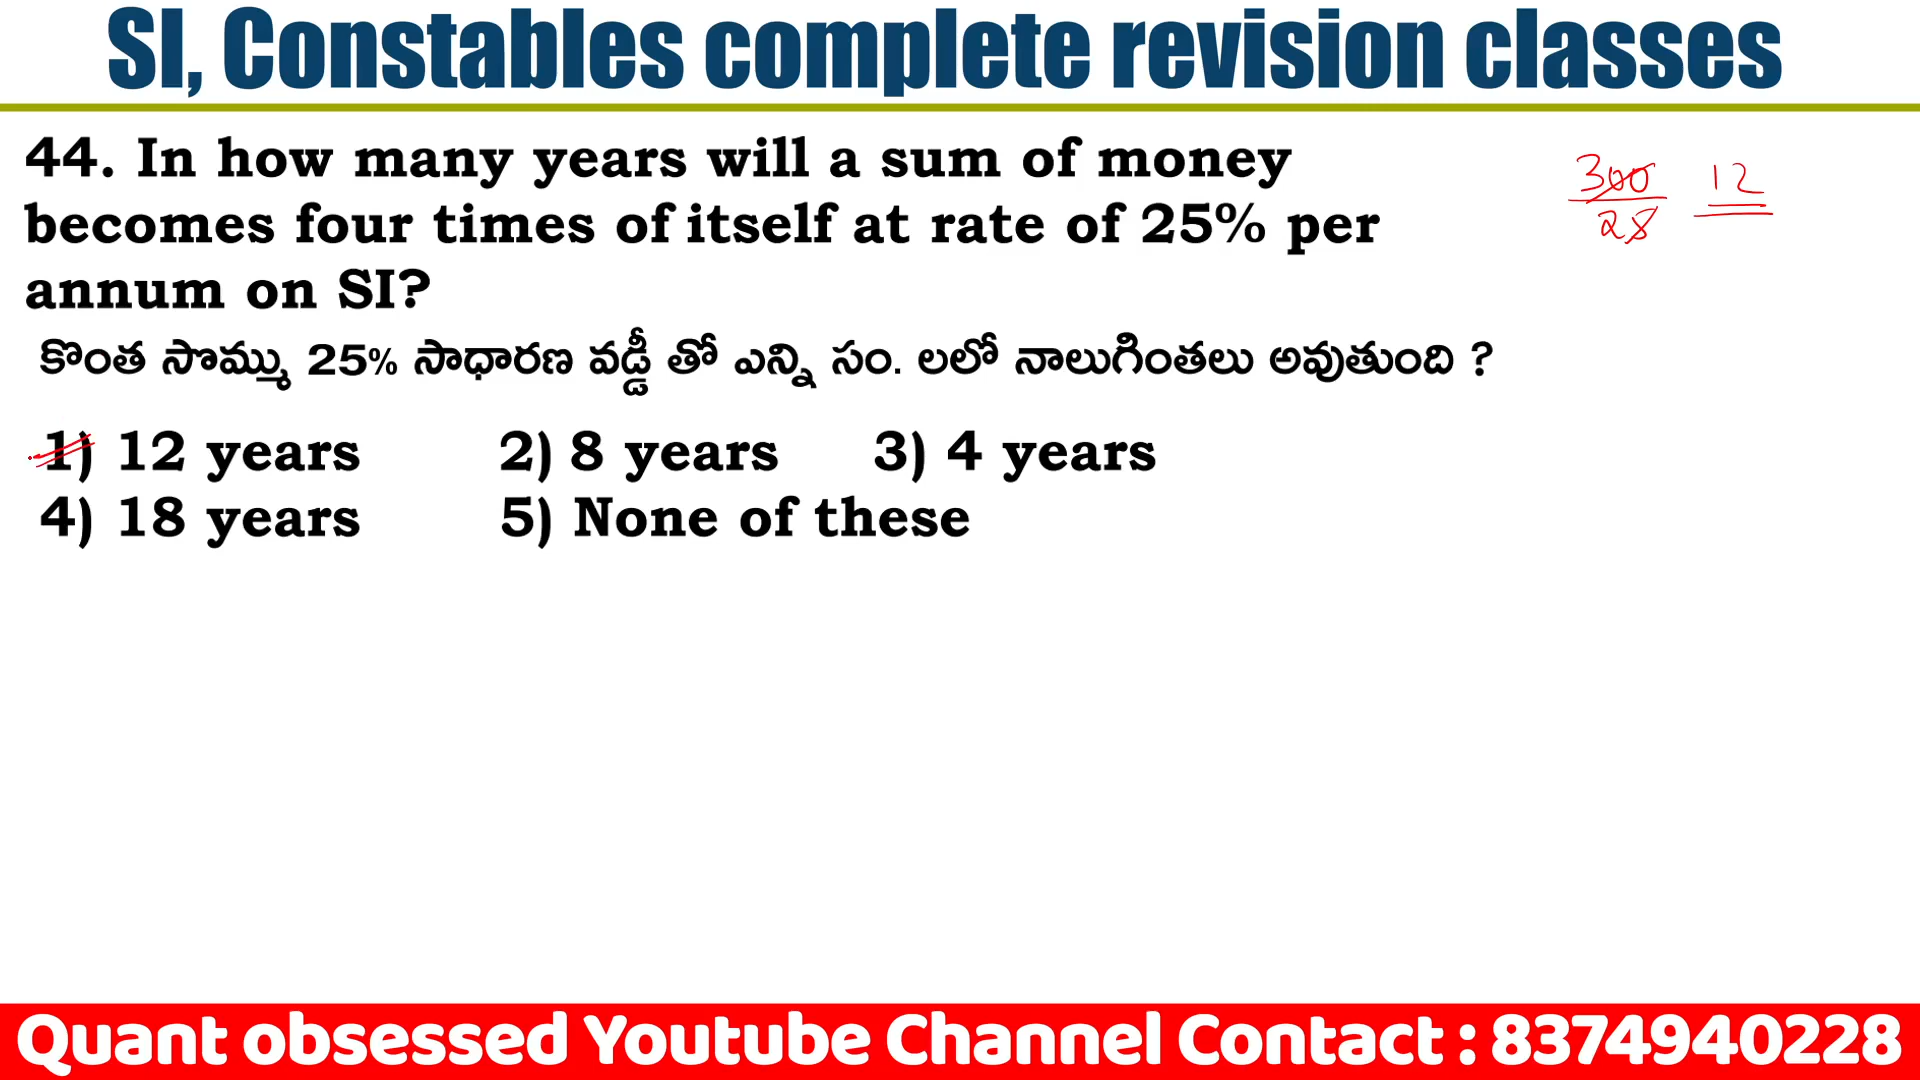 SI, Constables complete revision classes
44. In how many years will a sum of money
becomes four times of itself at rate of 25% per
annum on SI?
కొంత సొమ్ము 25% సాధారణ వడ్డీ తో ఎన్ని సం. లలో నాలుగింతలు అవుతుంది ?
300
25
12
1) 12 years 2) 8 years 3) 4 years
4) 18 years 5) None of these
Quant obsessed Youtube Channel Contact : 8374940228